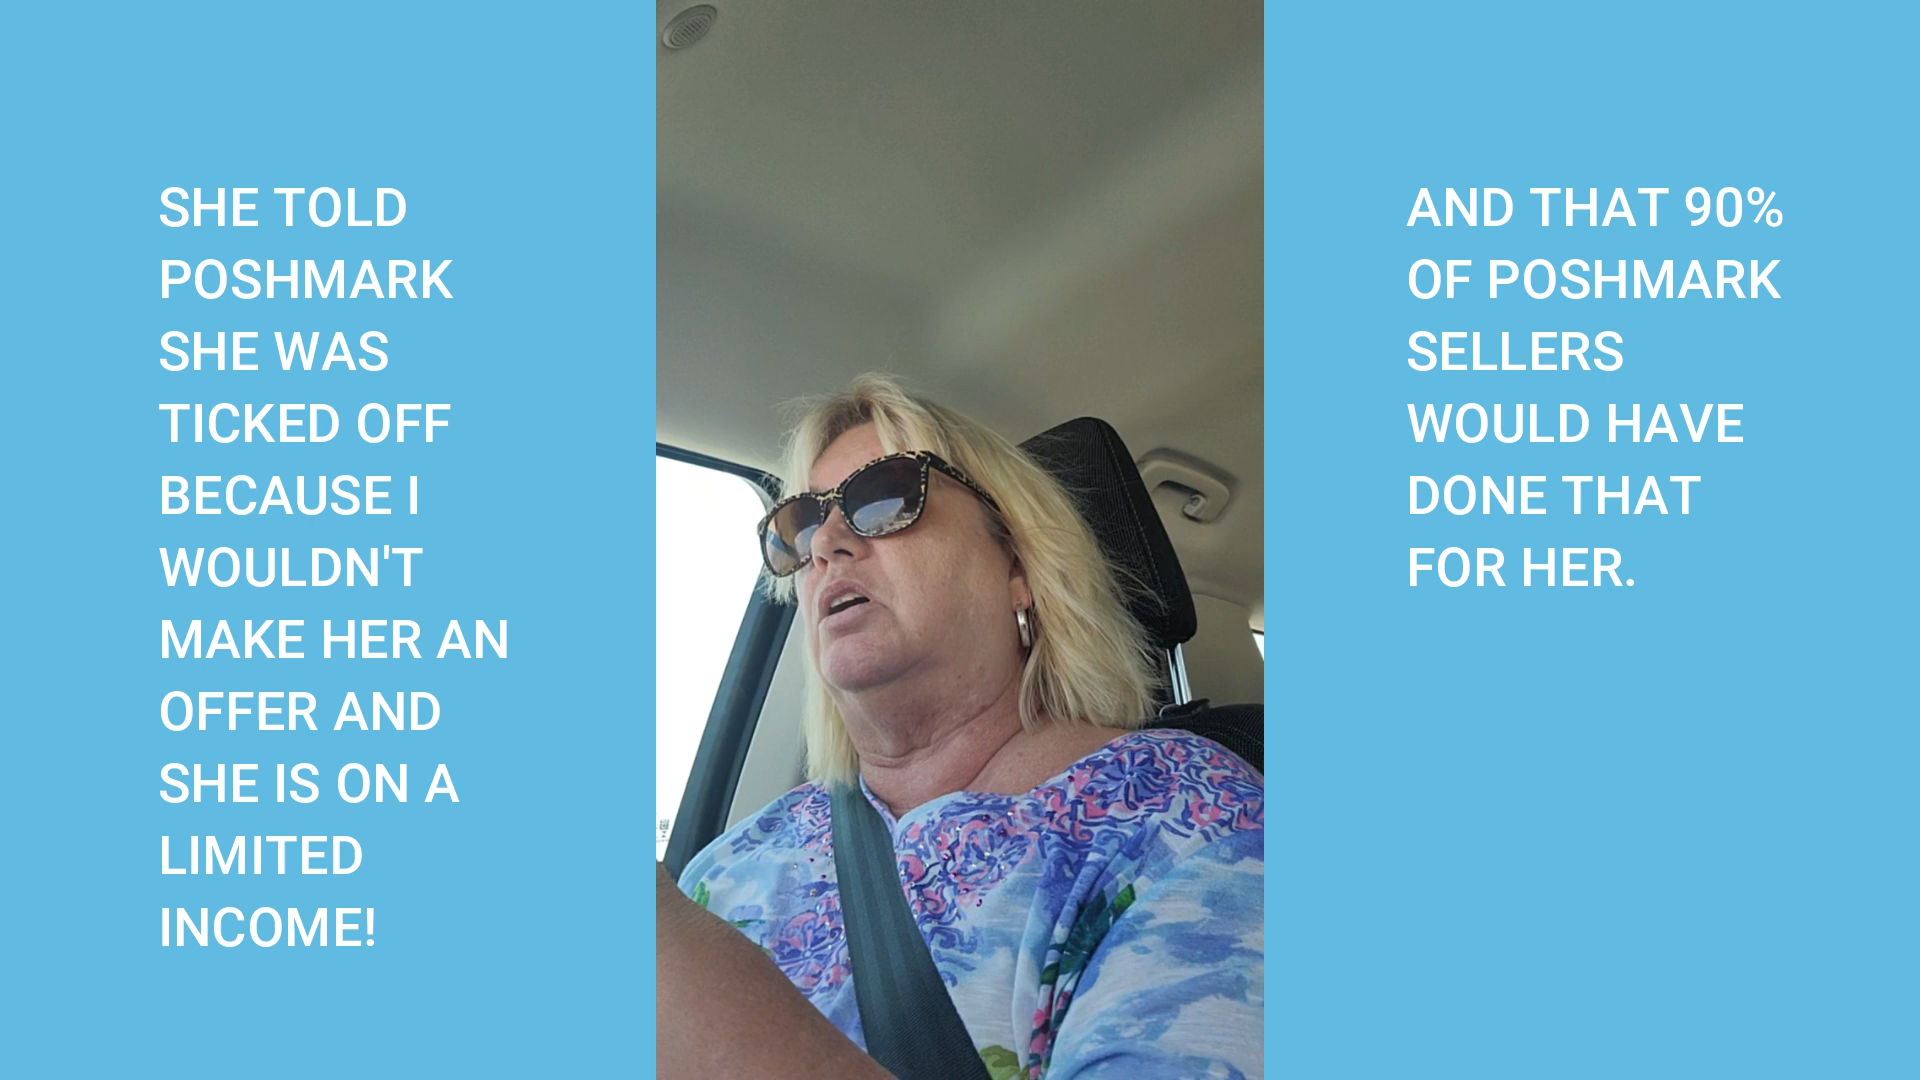 SHE TOLD
POSHMARK
SHE WAS
TICKED OFF
BECAUSE I
WOULDN'T
MAKE HER AN
OFFER AND
SHE IS ON A
LIMITED
INCOME!
AND THAT 90%
OF POSHMARK
SELLERS
WOULD HAVE
DONE THAT
FOR HER.